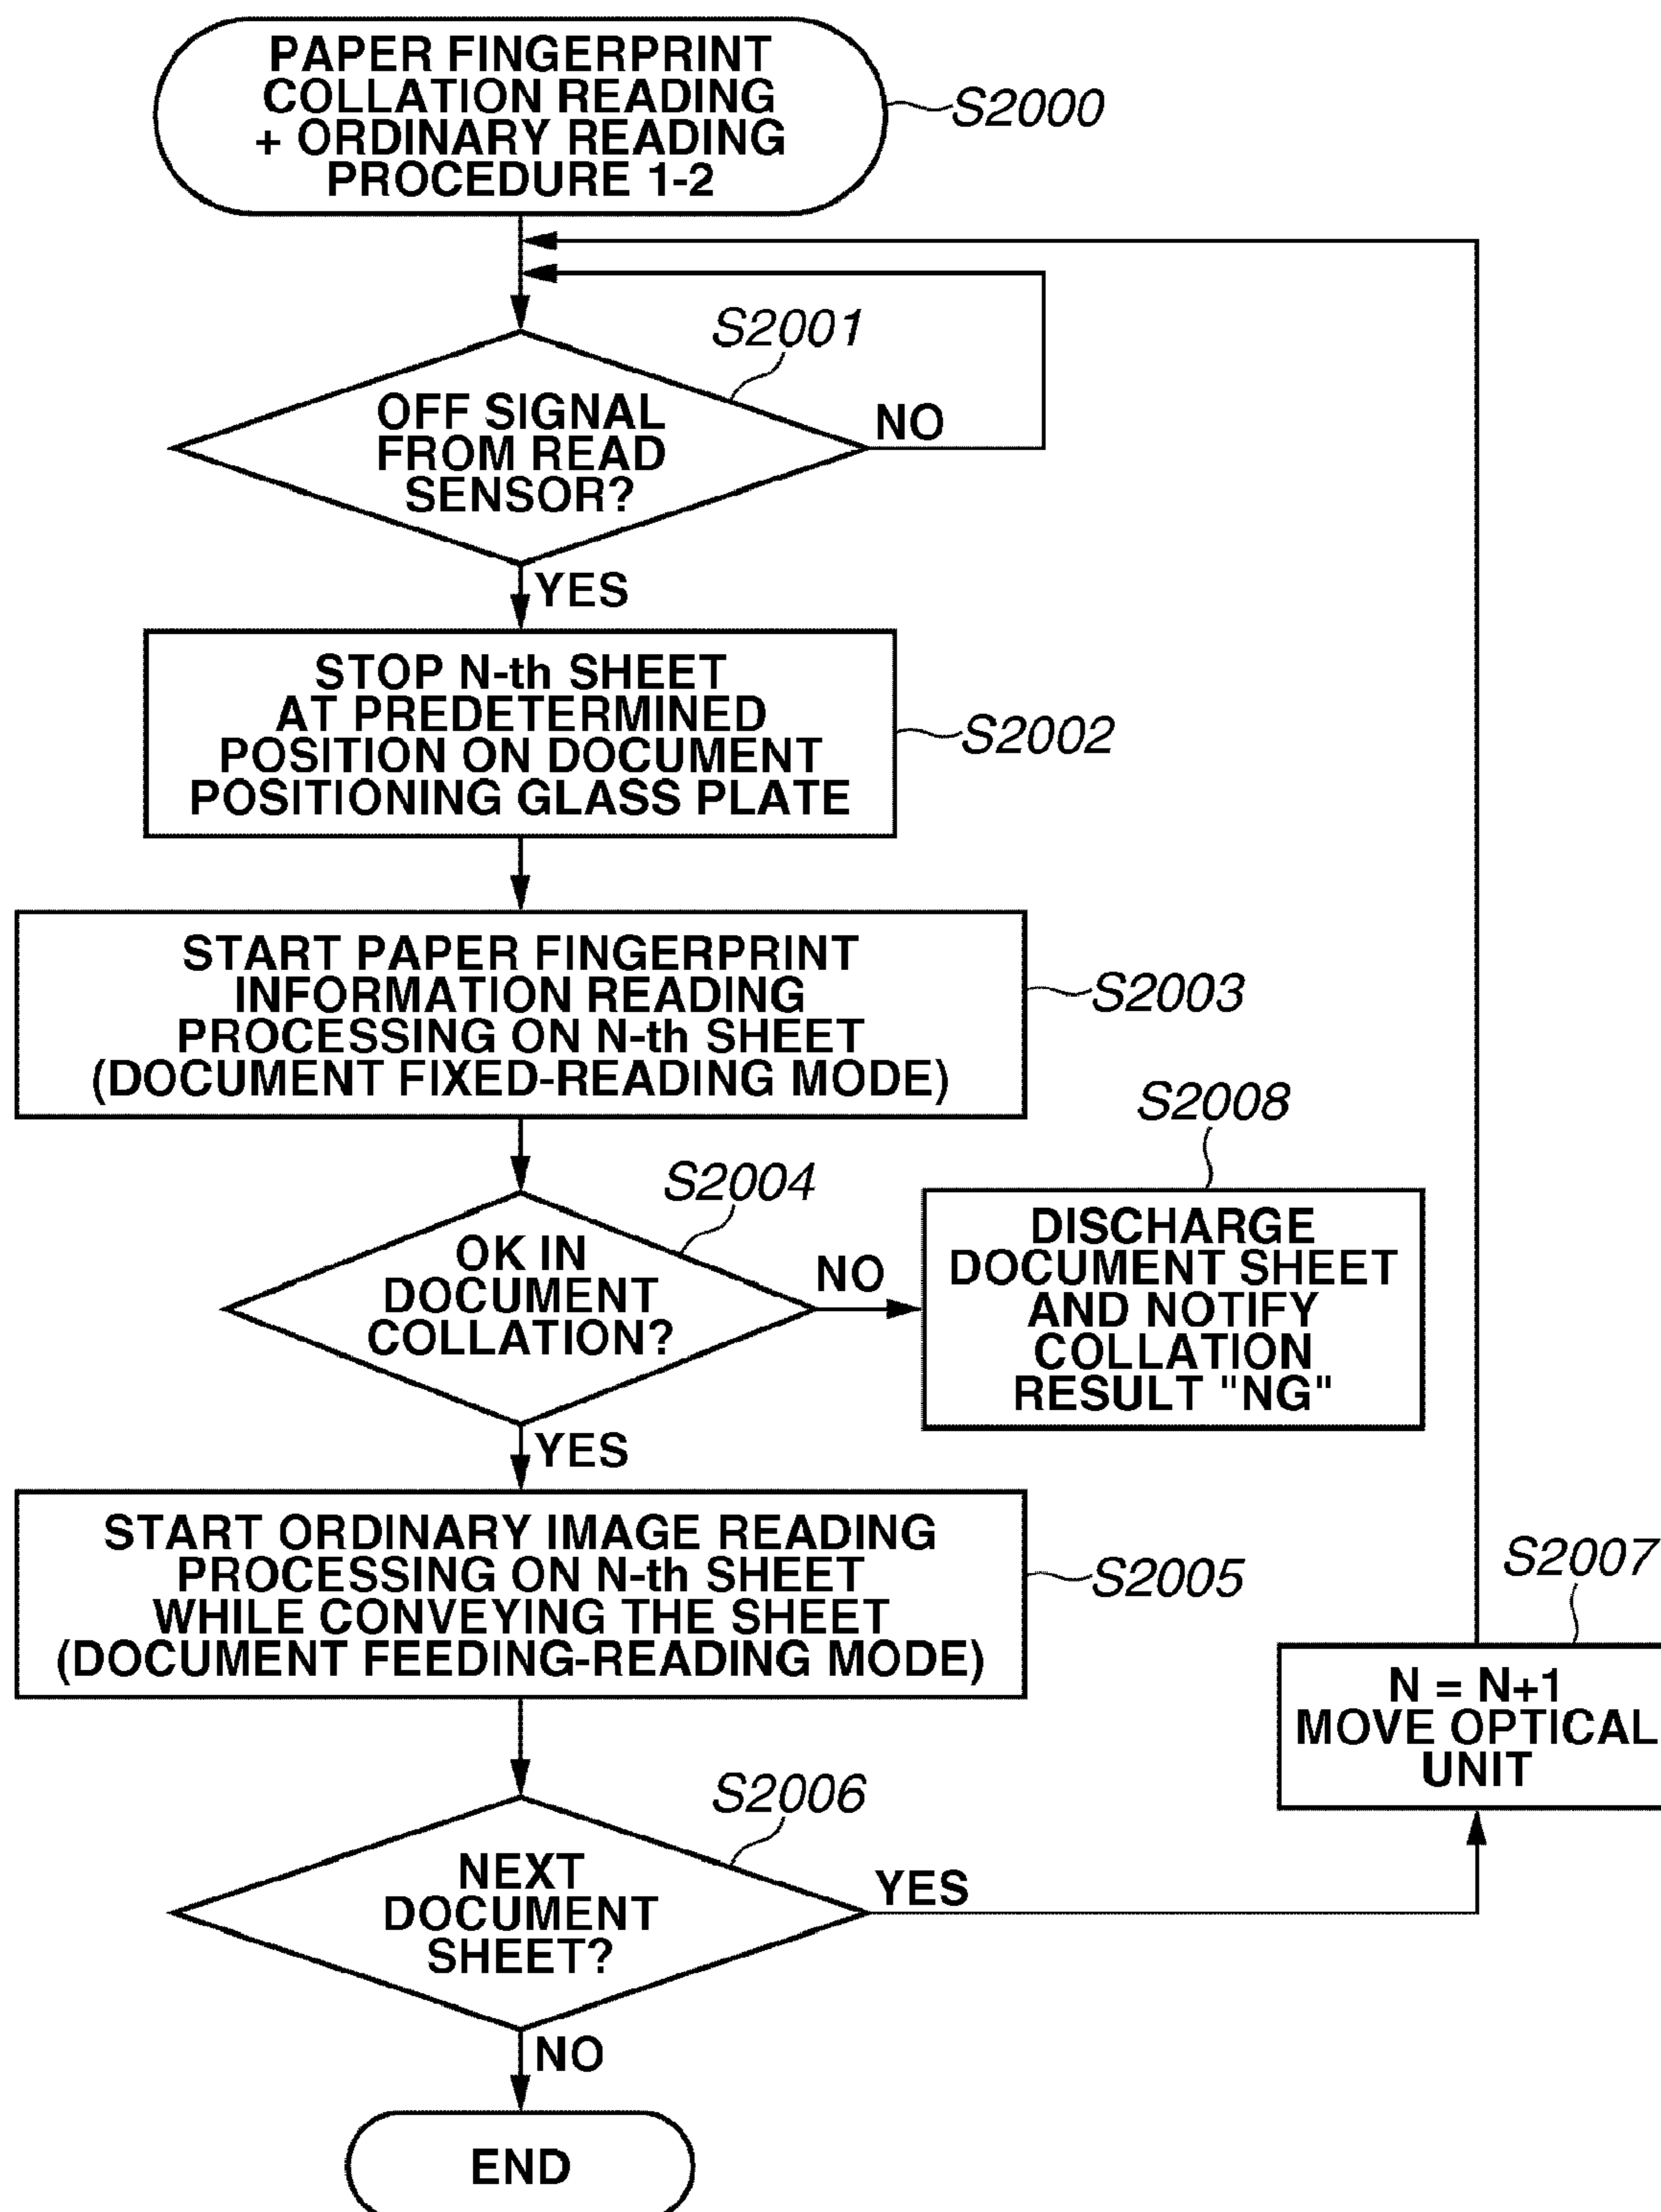 PAPER FINGERPRINT
COLLATION READING
+ ORDINARY READING
PROCEDURE 1-2
S2000
S2001
OFF SIGNAL
FROM READ
SENSOR?
NO
YES
STOP N-th SHEET
AT PREDETERMINED
POSITION ON DOCUMENT
POSITIONING GLASS PLATE
S2002
START PAPER FINGERPRINT
INFORMATION READING
PROCESSING ON N-th SHEET
(DOCUMENT FIXED-READING MODE)
S2003
S2004
OK IN
DOCUMENT
COLLATION?
NO
S2008
DISCHARGE
DOCUMENT SHEET
AND NOTIFY
COLLATION
RESULT "NG"
YES
START ORDINARY IMAGE READING
PROCESSING ON N-th SHEET
WHILE CONVEYING THE SHEET
(DOCUMENT FEEDING-READING MODE)
S2005
S2007
N = N+1
MOVE OPTICAL
UNIT
S2006
NEXT
DOCUMENT
SHEET?
YES
NO
END